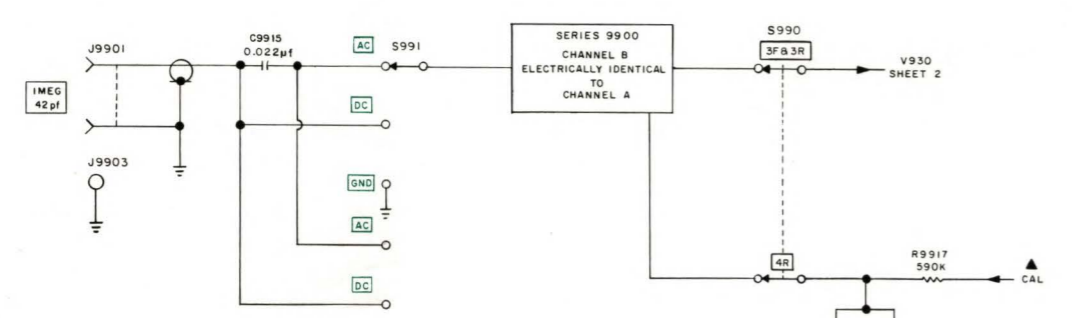 J9901
1MEG
42pf
J9903
C9915
0.022µf
AC
S991
DC
GND
AC
DC
SERIES 9900
CHANNEL B
ELECTRICALLY IDENTICAL
TO
CHANNEL A
S990
3F&3R
V930
SHEET 2
4R
R9917
590K
CAL